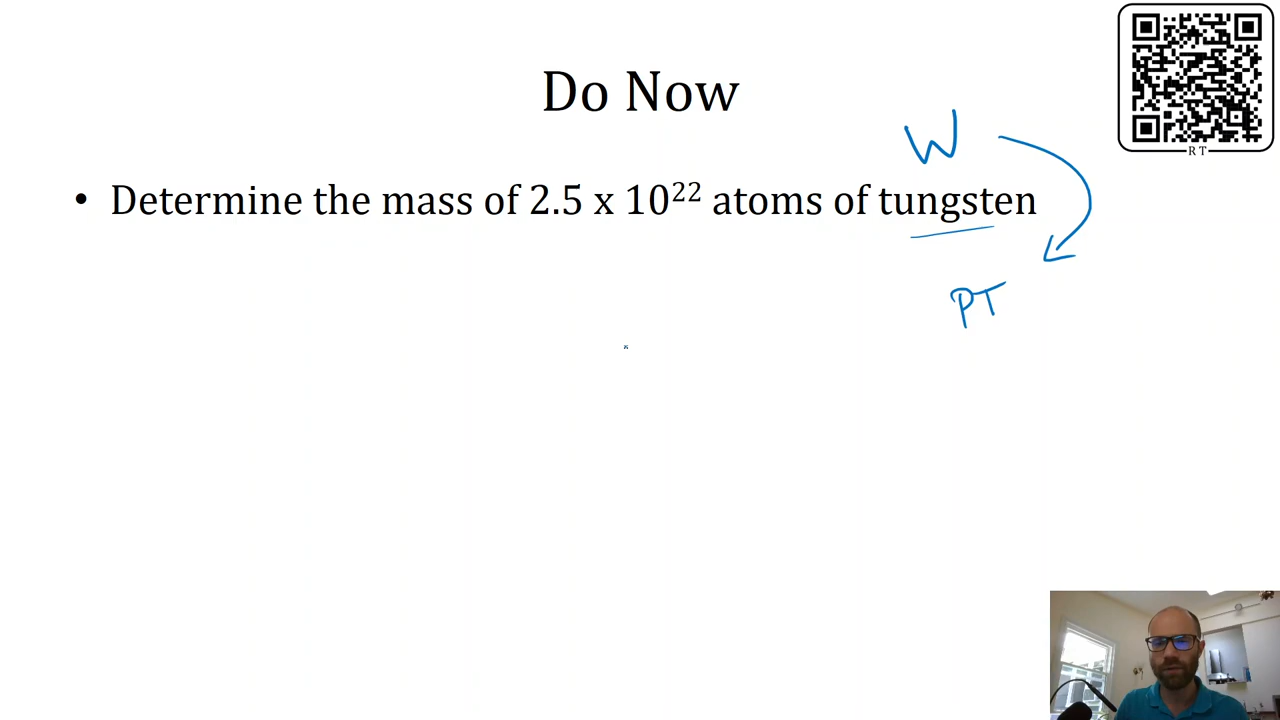 Do Now
W
• Determine the mass of 2.5 x 10²² atoms of tungsten
PT
RT